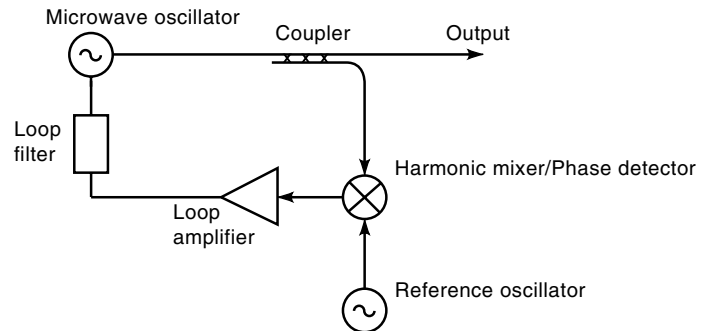 Microwave oscillator
Coupler
Output
Loop
filter
Harmonic mixer/Phase detector
Loop
amplifier
Reference oscillator